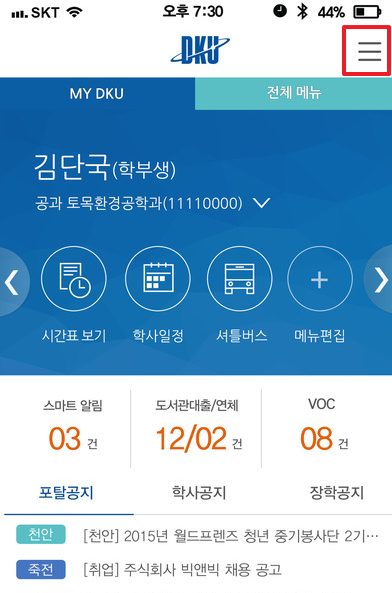 SKT 오후 7:30 44%
DKU
MY DKU 전체 메뉴
김단국(학부생)
공과 토목환경공학과(11110000)
시간표 보기 학사일정 셔틀버스 메뉴편집
스마트 알림 도서관대출/연체 VOC
03 건 12/02 건 08 건
포탈공지 학사공지 장학공지
천안 [천안] 2015년 월드프렌즈 청년 중기봉사단 2기…
죽전 [취업] 주식회사 빅앤빅 채용 공고